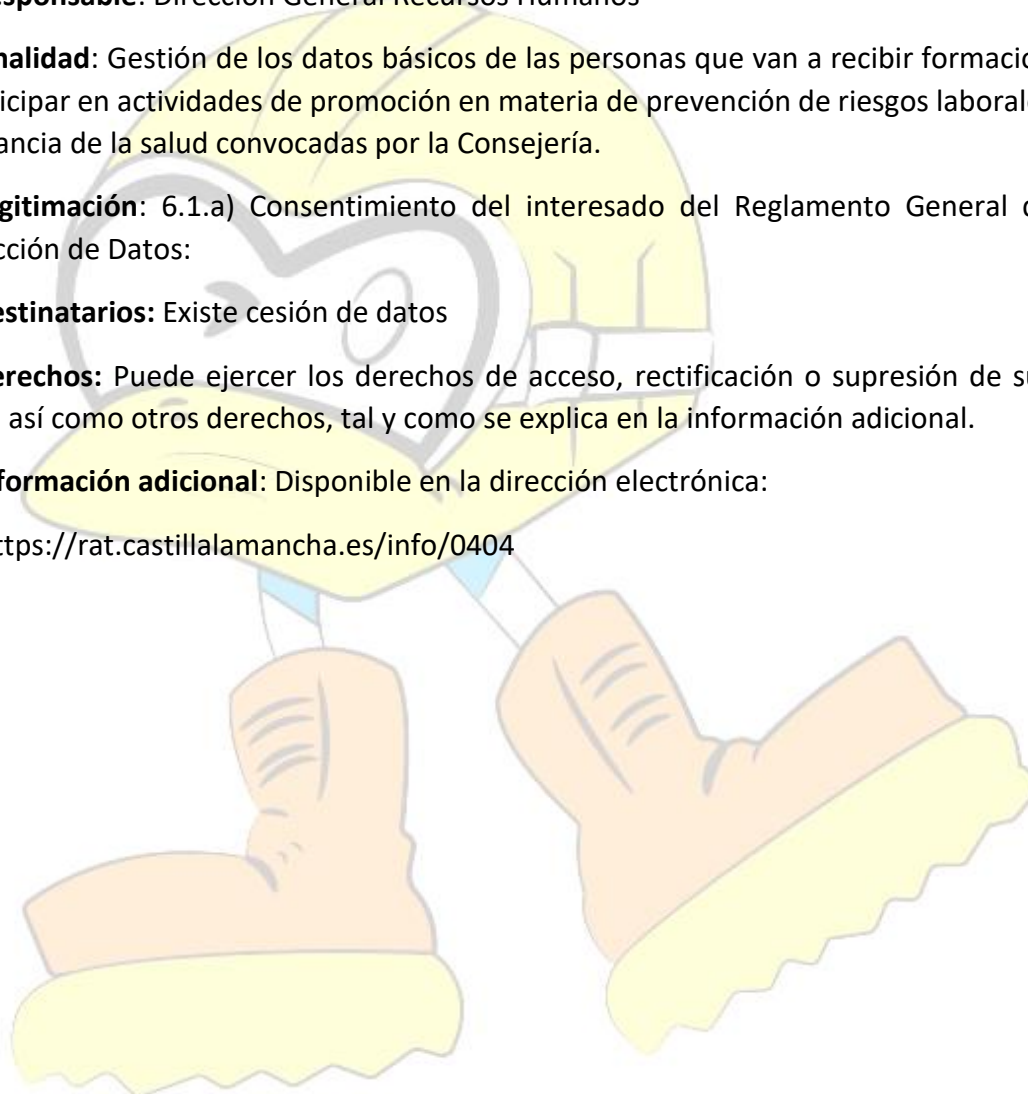 esponsable: Dirección General Recursos Humanos
nalidad: Gestión de los datos básicos de las personas que van a recibir formació
ticipar en actividades de promoción en materia de prevención de riesgos laborale
ancia de la salud convocadas por la Consejería.
gitimación: 6.1.a) Consentimiento del interesado del Reglamento General d
cción de Datos:
estinatarios: Existe cesión de datos
erechos: Puede ejercer los derechos de acceso, rectificación o supresión de su
así como otros derechos, tal y como se explica en la información adicional.
formación adicional: Disponible en la dirección electrónica:
ttps://rat.castillalamancha.es/info/0404